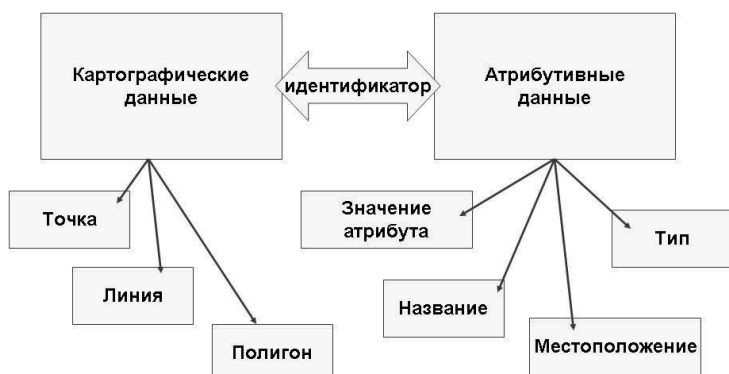 Картографические
данные
идентификатор
Атрибутивные
данные
Точка
Линия
Полигон
Значение
атрибута
Название
Местоположение
Тип